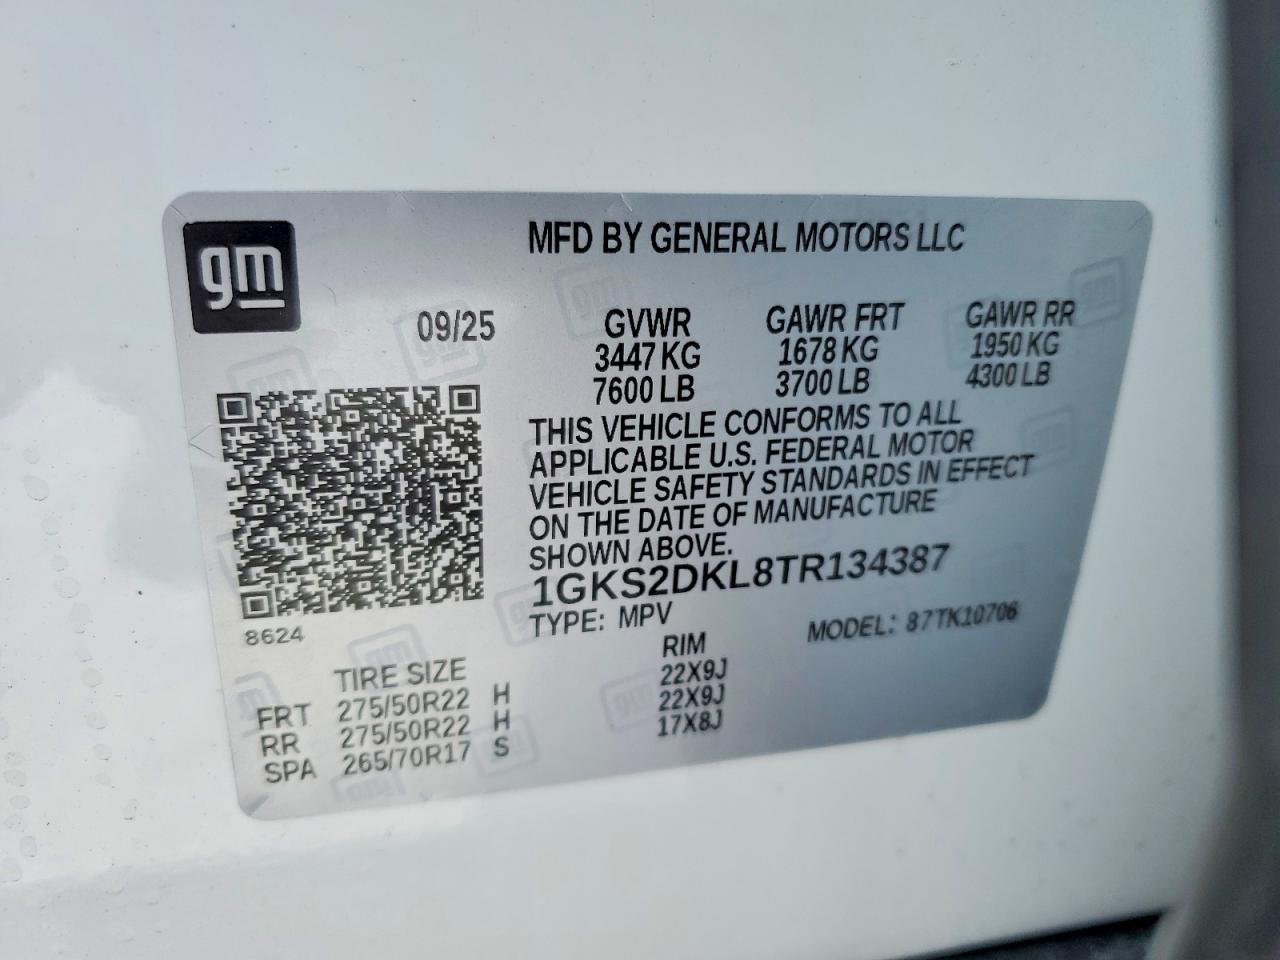 gm
MFD BY GENERAL MOTORS LLC
09/25
GVWR GAWR FRT GAWR RR
3447 KG 1678 KG 1950 KG
7600 LB 3700 LB 4300 LB
THIS VEHICLE CONFORMS TO ALL
APPLICABLE U.S. FEDERAL MOTOR
VEHICLE SAFETY STANDARDS IN EFFECT
ON THE DATE OF MANUFACTURE
SHOWN ABOVE.
1GKS2DKL8TR134387
TYPE: MPV MODEL: 87TK10706
8624
TIRE SIZE RIM
FRT 275/50R22 H 22X9J
RR 275/50R22 H 22X9J
SPA 265/70R17 S 17X8J